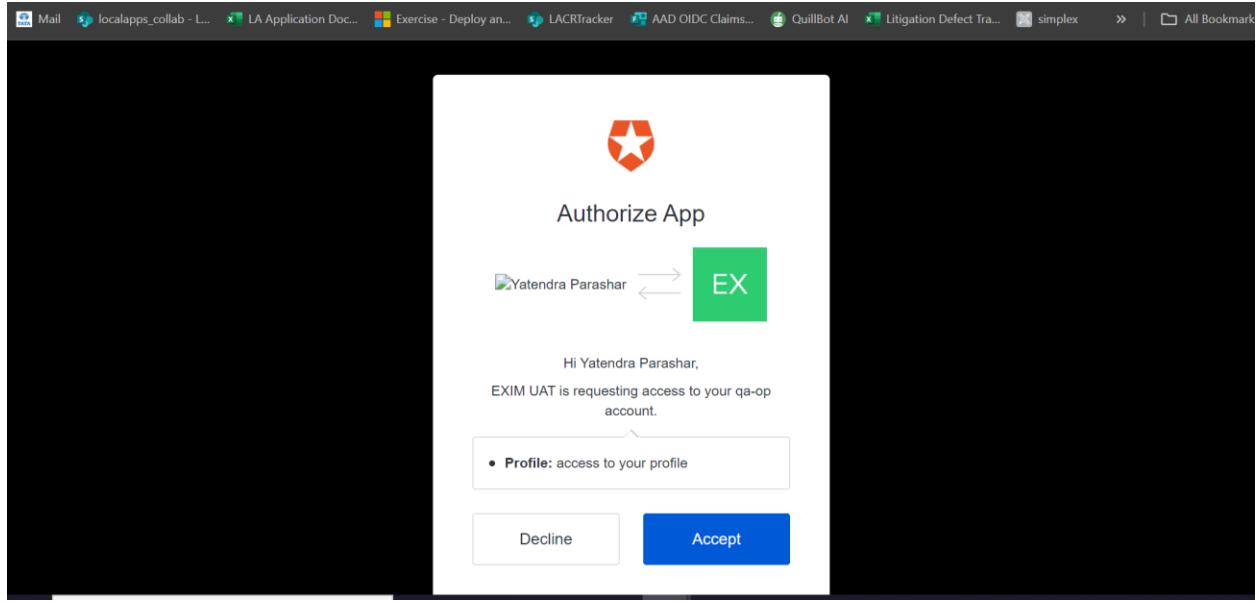 Mail localapps_collab - L... LA Application Doc... Exercise - Deploy an... LACRTracker AAD OIDC Claims... QuillBot AI Litigation Defect Tra... simplex » All Bookmark
TATA
Authorize App
Yatendra Parashar
EX
Hi Yatendra Parashar,
EXIM UAT is requesting access to your qa-op
account.
• Profile: access to your profile
Decline Accept